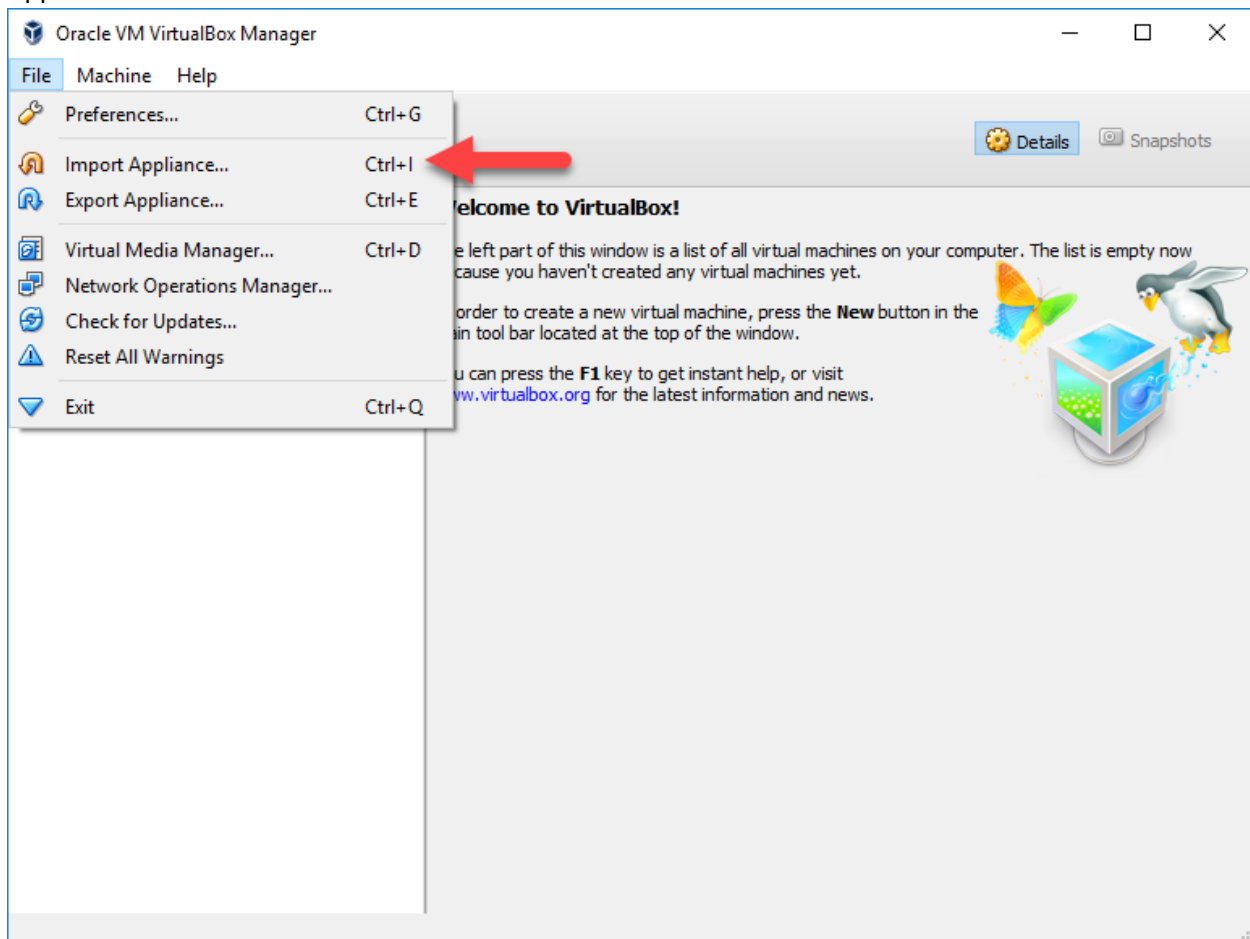 Oracle VM VirtualBox Manager
File Machine Help
Preferences... Ctrl+G
Import Appliance... Ctrl+I
Export Appliance... Ctrl+E
Virtual Media Manager... Ctrl+D
Network Operations Manager...
Check for Updates...
Reset All Warnings
Exit Ctrl+Q
Details Snapshots
elcome to VirtualBox!
e left part of this window is a list of all virtual machines on your computer. The list is empty now
cause you haven't created any virtual machines yet.
order to create a new virtual machine, press the New button in the
ain tool bar located at the top of the window.
u can press the F1 key to get instant help, or visit
ww.virtualbox.org for the latest information and news.